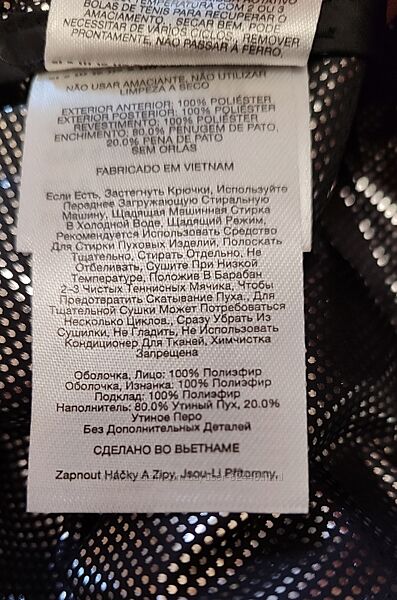 BOLAS DE TÊNIS PARA RECUPERAR O
AMACIAMENTO. SECAR BEM, PODE
NECESSITAR DE VÁRIOS CICLOS, REMOVER
PRONTAMENTE, NÃO PASSAR A FERRO,
NÃO USAR AMACIANTE, NÃO UTILIZAR
LIMPEZA A SECO
EXTERIOR ANTERIOR: 100% POLIÉSTER
EXTERIOR POSTERIOR: 100% POLIÉSTER
REVESTIMENTO: 100% POLIÉSTER
ENCHIMENTO: 80.0% PENUGEM DE PATO,
20.0% PENA DE PATO
SEM ORLAS
FABRICADO EM VIETNAM
Если Есть, Застегнуть Крючки, Используйте
Переднее Загружающую Стиральную
Машину, Щадящая Машинная Стирка
В Холодной Воде, Щадящий Режим,
Рекомендуется Использовать Средство
Для Стирки Пуховых Изделий, Полоскать
Тщательно, Стирать Отдельно, Не
Отбеливать, Сушите При Низкой
Температуре, Положив В Барабан
2–3 Чистых Теннисных Мячика, Чтобы
Предотвратить Скатывание Пуха., Для
Тщательной Сушки Может Потребоваться
Несколько Циклов., Сразу Убрать Из
Сушилки, Не Гладить, Не Использовать
Кондиционер Для Тканей, Химчистка
Запрещена
Оболочка, Лицо: 100% Полиэфир
Оболочка, Изнанка: 100% Полиэфир
Подклад: 100% Полиэфир
Наполнитель: 80.0% Утиный Пух, 20.0%
Утиное Перо
Без Дополнительных Деталей
СДЕЛАНО ВО ВЬЕТНАМЕ
Zapnout Háčky A Zipy, Jsou-Li Přítomny,